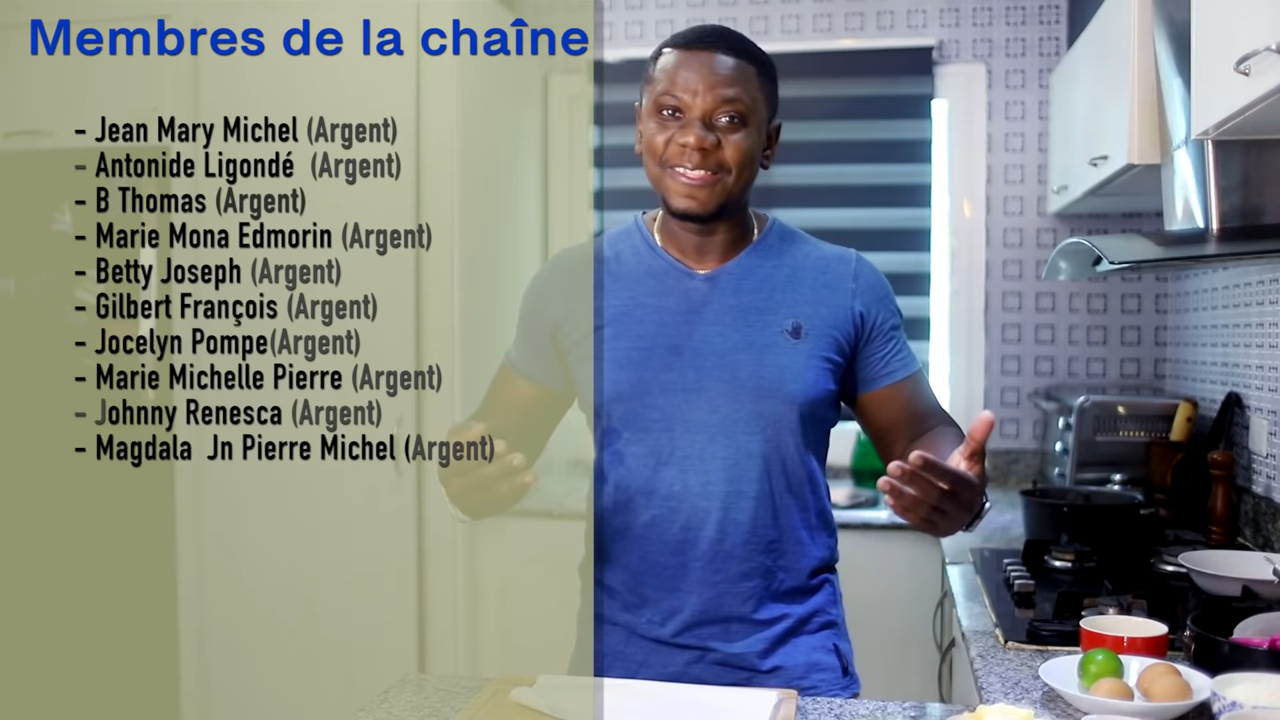 Membres de la chaîne
- Jean Mary Michel (Argent)
- Antonide Ligondé (Argent)
- B Thomas (Argent)
- Marie Mona Edmorin (Argent)
- Betty Joseph (Argent)
- Gilbert François (Argent)
- Jocelyn Pompe(Argent)
- Marie Michelle Pierre (Argent)
- Johnny Renesca (Argent)
- Magdala Jn Pierre Michel (Argent)